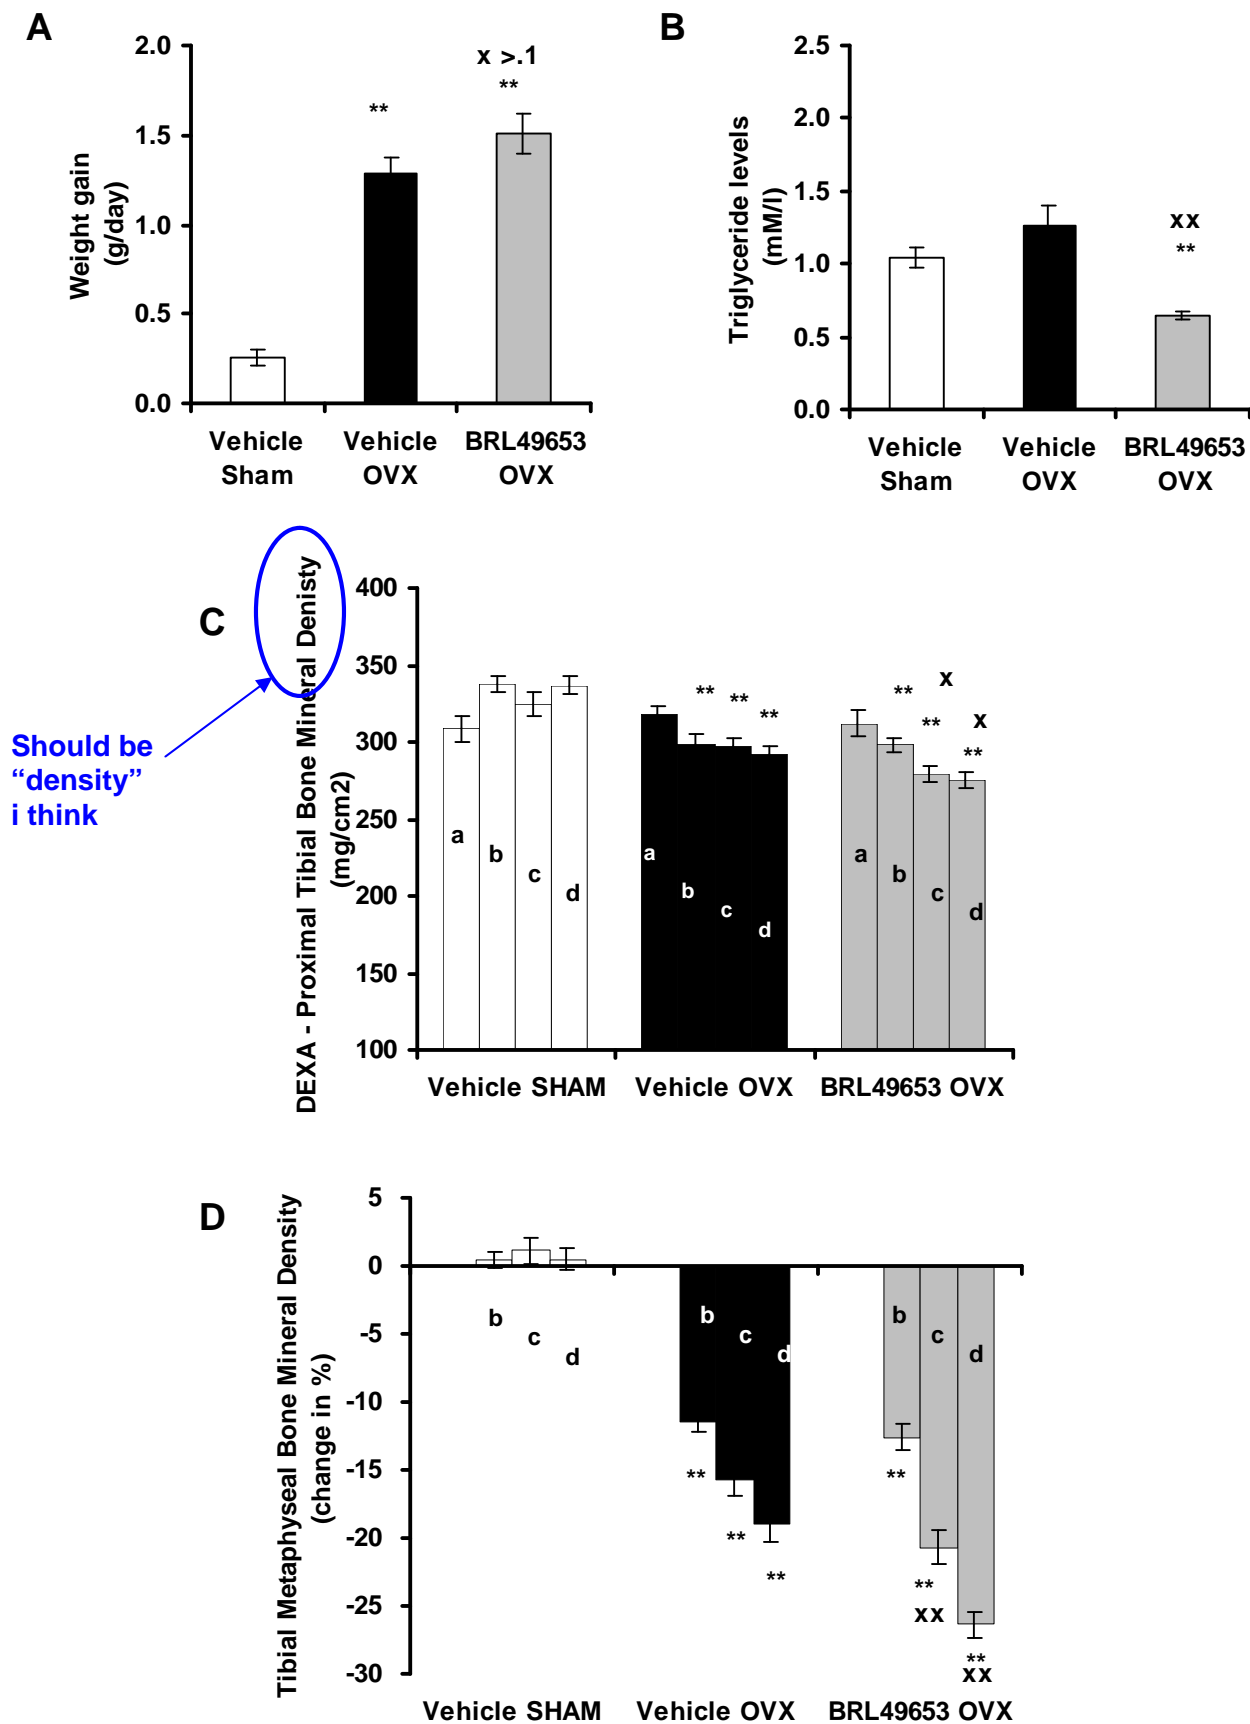 A
2.0
1.5
1.0
0.5
0.0
Weight gain
(g/day)
**
x >.1
**
Vehicle
Sham
Vehicle
OVX
BRL49653
OVX
B
2.5
2.0
1.5
1.0
0.5
0.0
Triglyceride levels
(mM/l)
xx
**
Vehicle
Sham
Vehicle
OVX
BRL49653
OVX
C
DEXA - Proximal Tibial Bone Mineral Denisty
(mg/cm2)
Should be
“density”
i think
400
350
300
250
200
150
100
a
b
c
d
**
**
**
a
b
c
d
**
x
**
x
**
a
b
c
d
Vehicle SHAM
Vehicle OVX
BRL49653 OVX
D
Tibial Metaphyseal Bone Mineral Density
(change in %)
5
0
-5
-10
-15
-20
-25
-30
b
c
d
b
c
d
**
**
**
b
c
d
**
**
xx
**
xx
Vehicle SHAM
Vehicle OVX
BRL49653 OVX